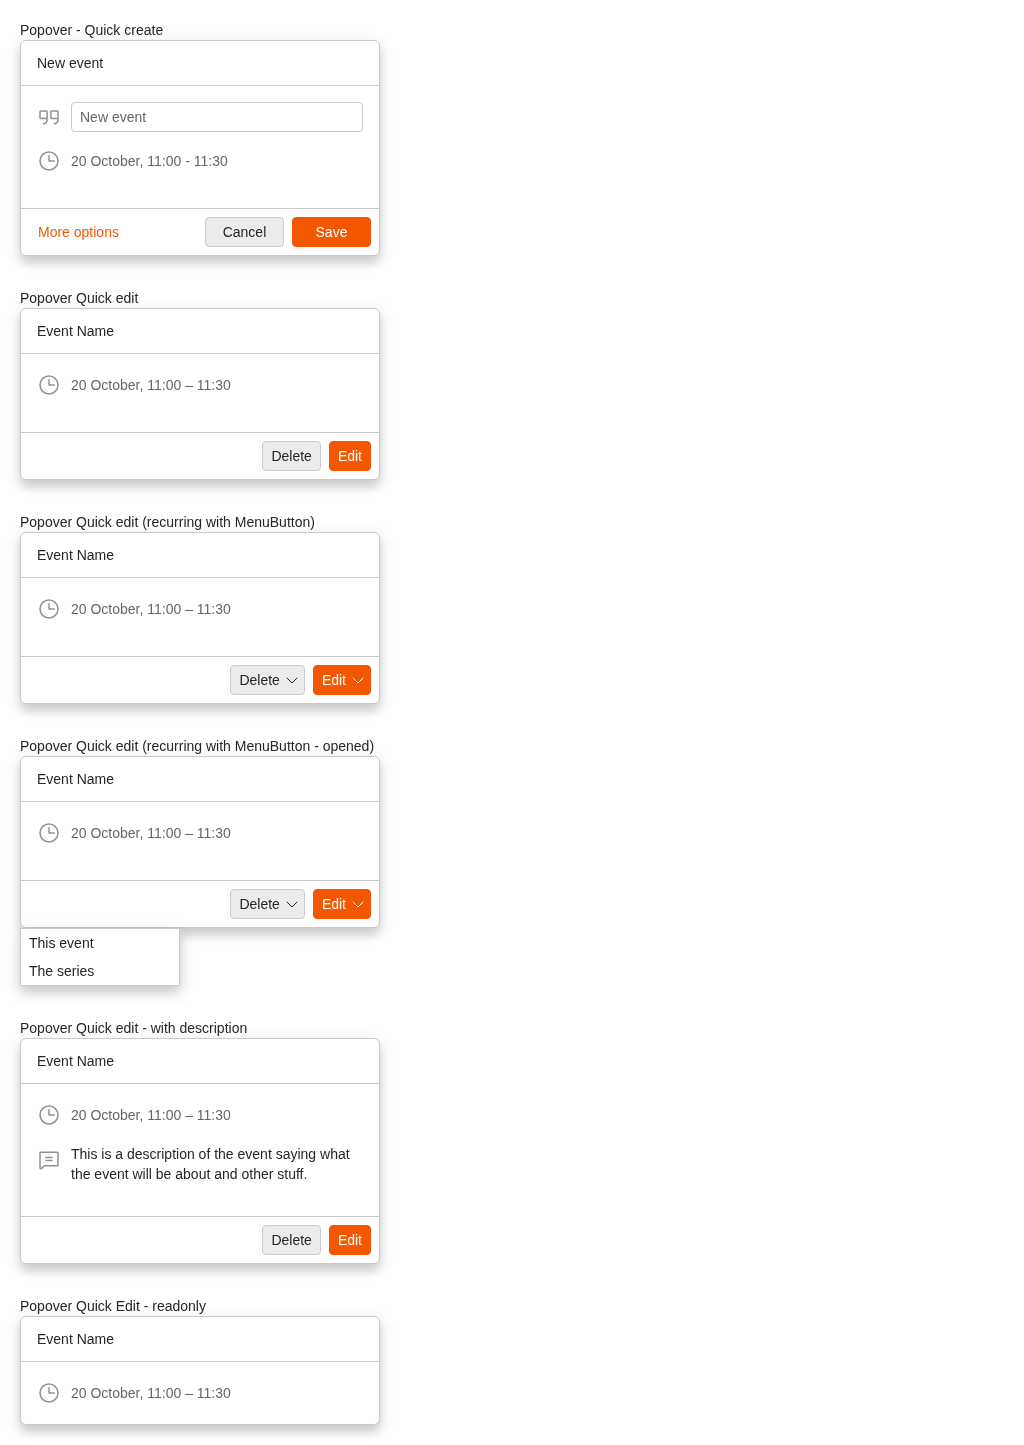 Popover - Quick create
New event
New event
20 October, 11:00 - 11:30
More options
Cancel
Save
Popover Quick edit
Event Name
20 October, 11:00 – 11:30
Delete
Edit
Popover Quick edit (recurring with MenuButton)
Event Name
20 October, 11:00 – 11:30
Delete
Edit
Popover Quick edit (recurring with MenuButton - opened)
Event Name
20 October, 11:00 – 11:30
Delete
Edit
This event
The series
Popover Quick edit - with description
Event Name
20 October, 11:00 – 11:30
This is a description of the event saying what
the event will be about and other stuff.
Delete
Edit
Popover Quick Edit - readonly
Event Name
20 October, 11:00 – 11:30